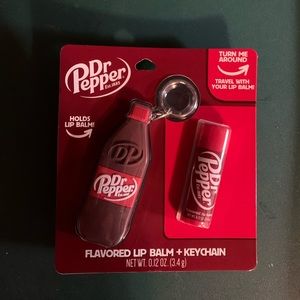 Dr
Pepper
Est. 1885
TURN ME
AROUND
TRAVEL WITH
YOUR LIP BALM!
HOLDS
LIP BALM!
DP
Dr
Pepper
Dr
Pepper
FLAVORED LIP BALM + KEYCHAIN
NET WT. 0.12 OZ. (3.4 g)